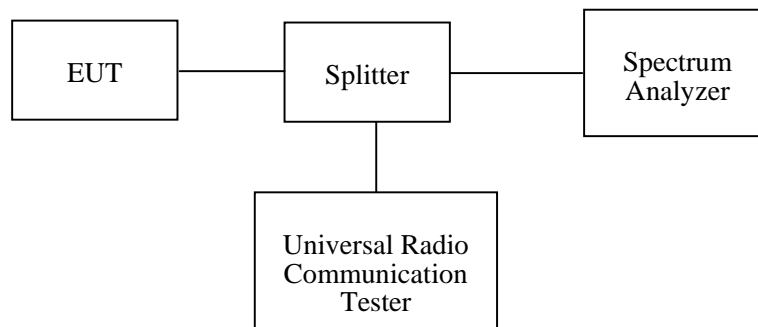 EUT
Splitter
Spectrum
Analyzer
Universal Radio
Communication
Tester